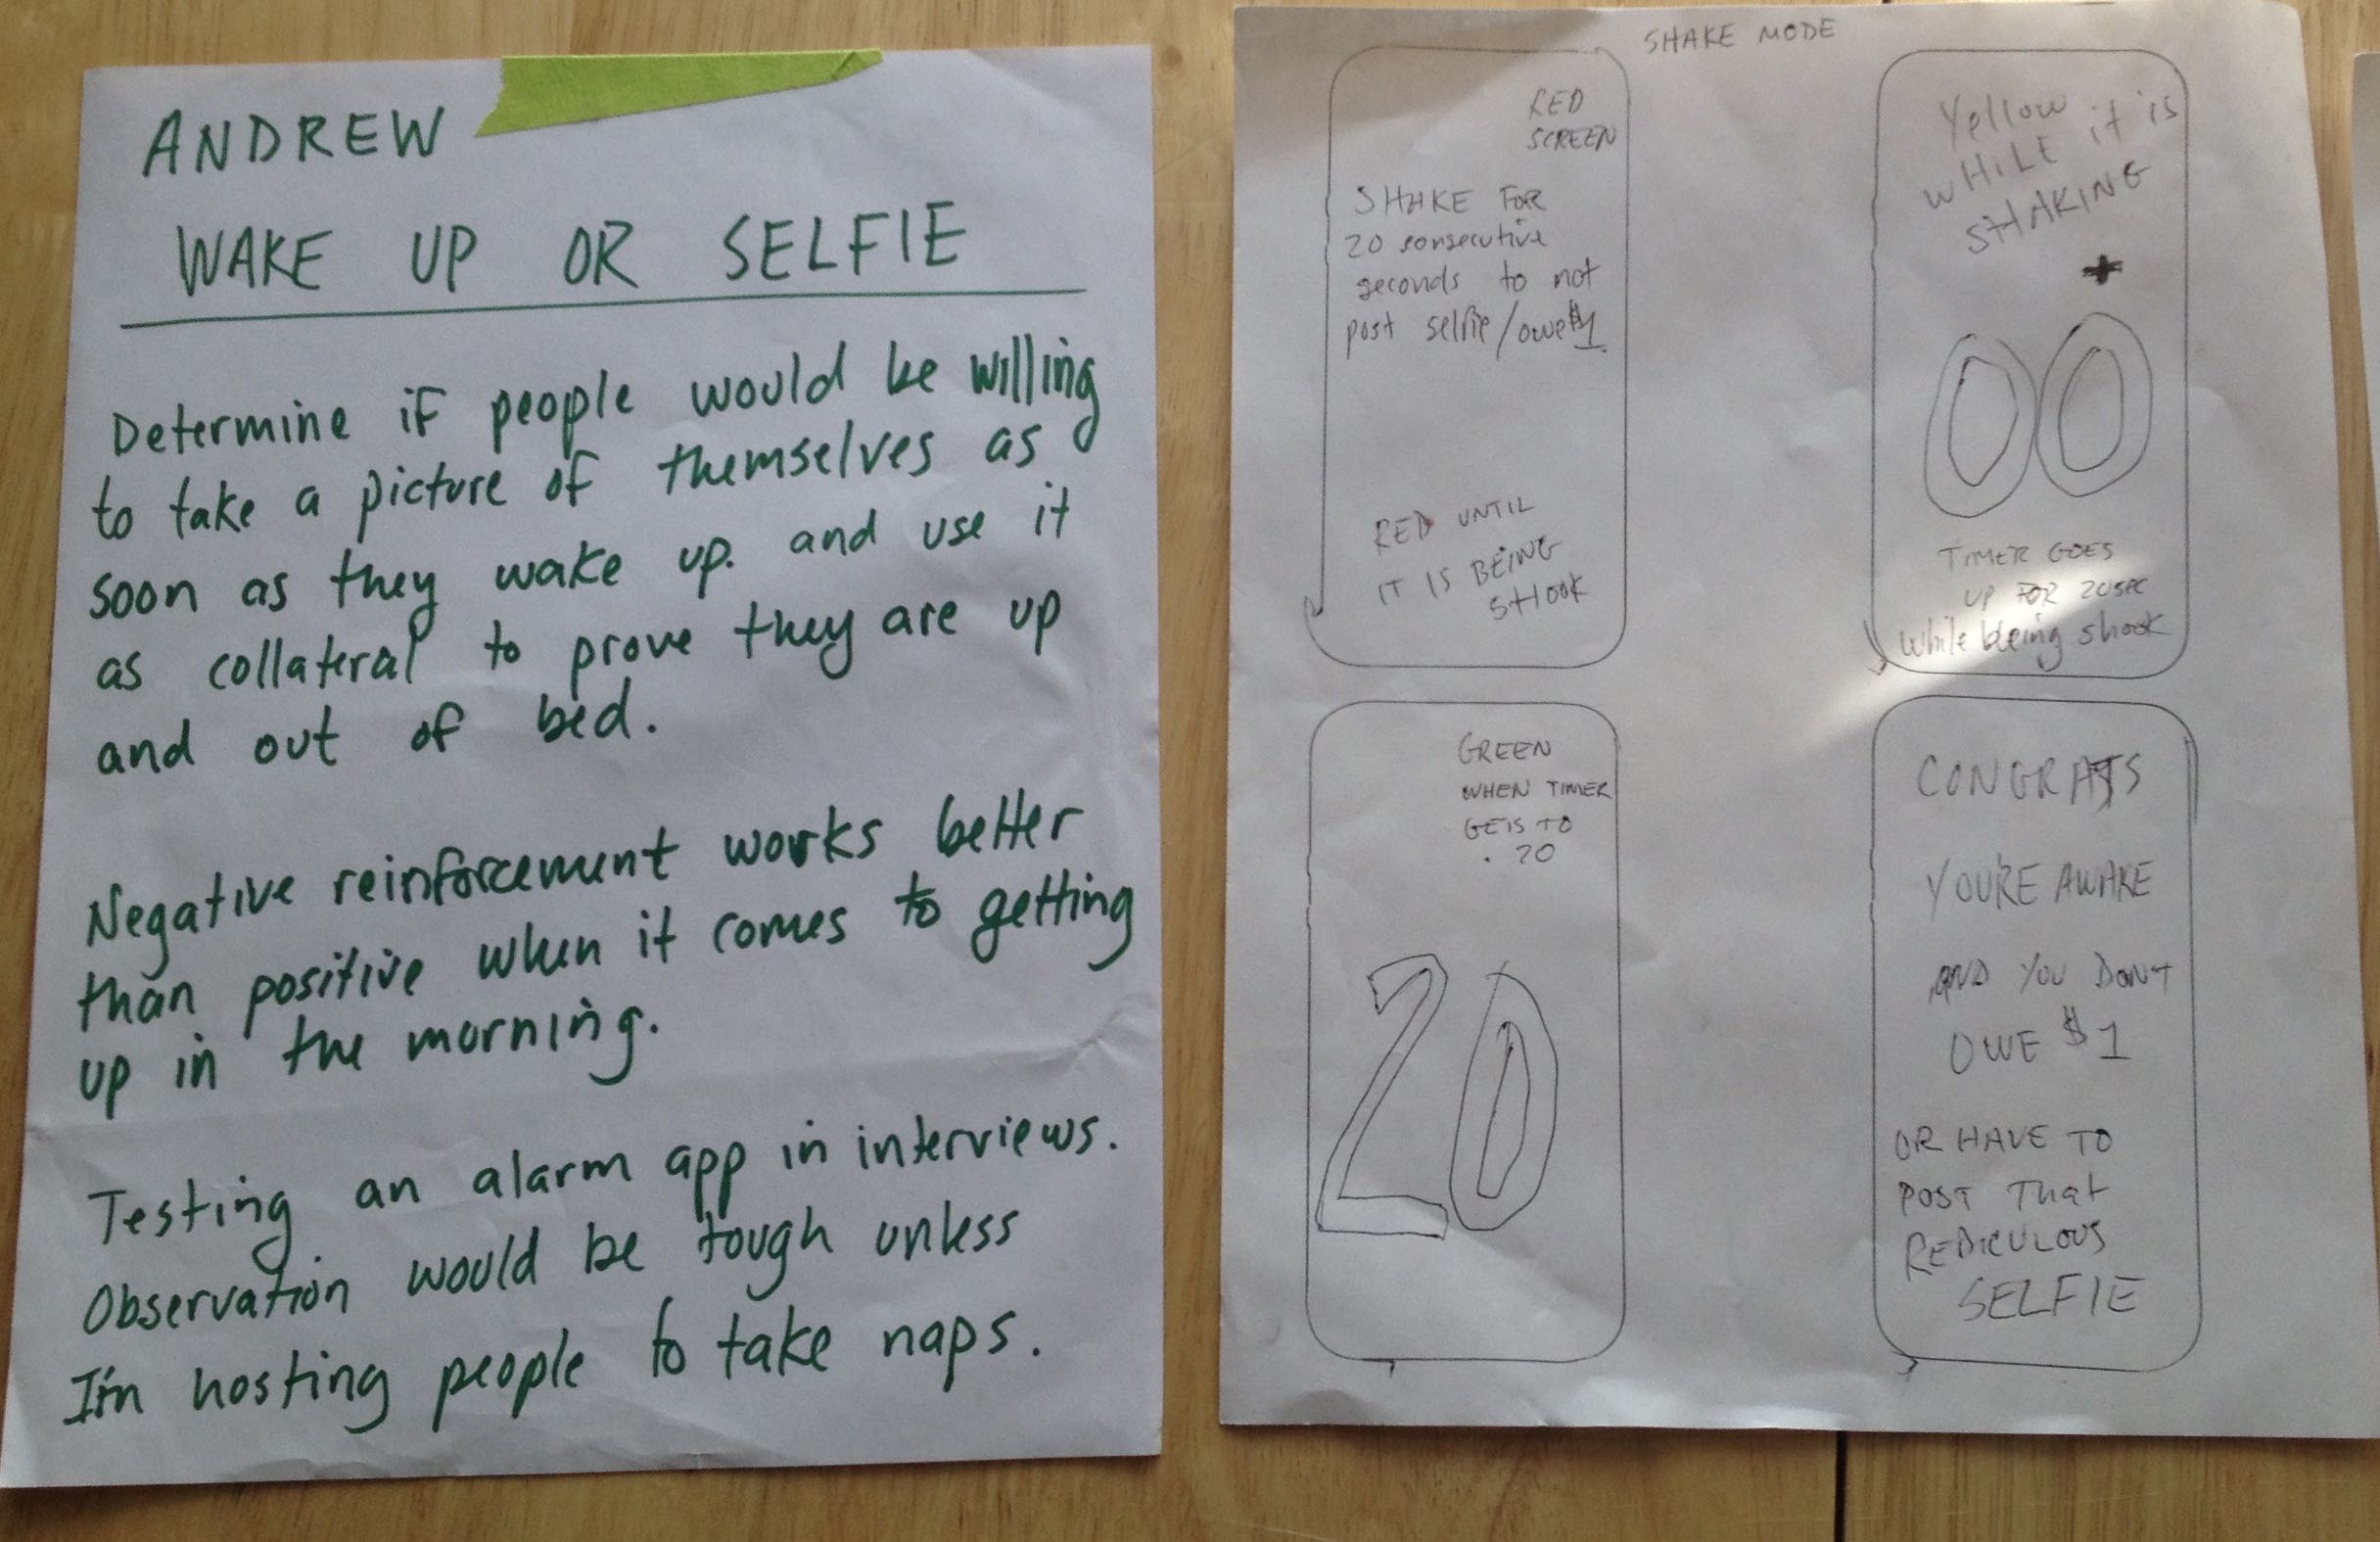 ANDREW
WAKE UP OR SELFIE
Determine if people would be willing
to take a picture of themselves as
soon as they wake up. and use it
as collateral to prove they are up
and out of bed.
Negative reinforcement works better
than positive when it comes to getting
up in the morning.
Testing an alarm app in interviews.
Observation would be tough unless
I'm hosting people to take naps.
SHAKE MODE
RED
SCREEN
SHAKE FOR
20 consecutive
seconds to not
post selfie/owe $1.
RED UNTIL
IT IS BEING
SHOOK
Yellow
WHILE it is
SHAKING
+
00
TIMER GOES
UP FOR 20SEC
while being shook
GREEN
WHEN TIMER
GETS TO
. 20
20
CONGRATS
YOU'RE AWAKE
AND YOU DON'T
OWE $1
OR HAVE TO
POST That
REDICULOUS
SELFIE